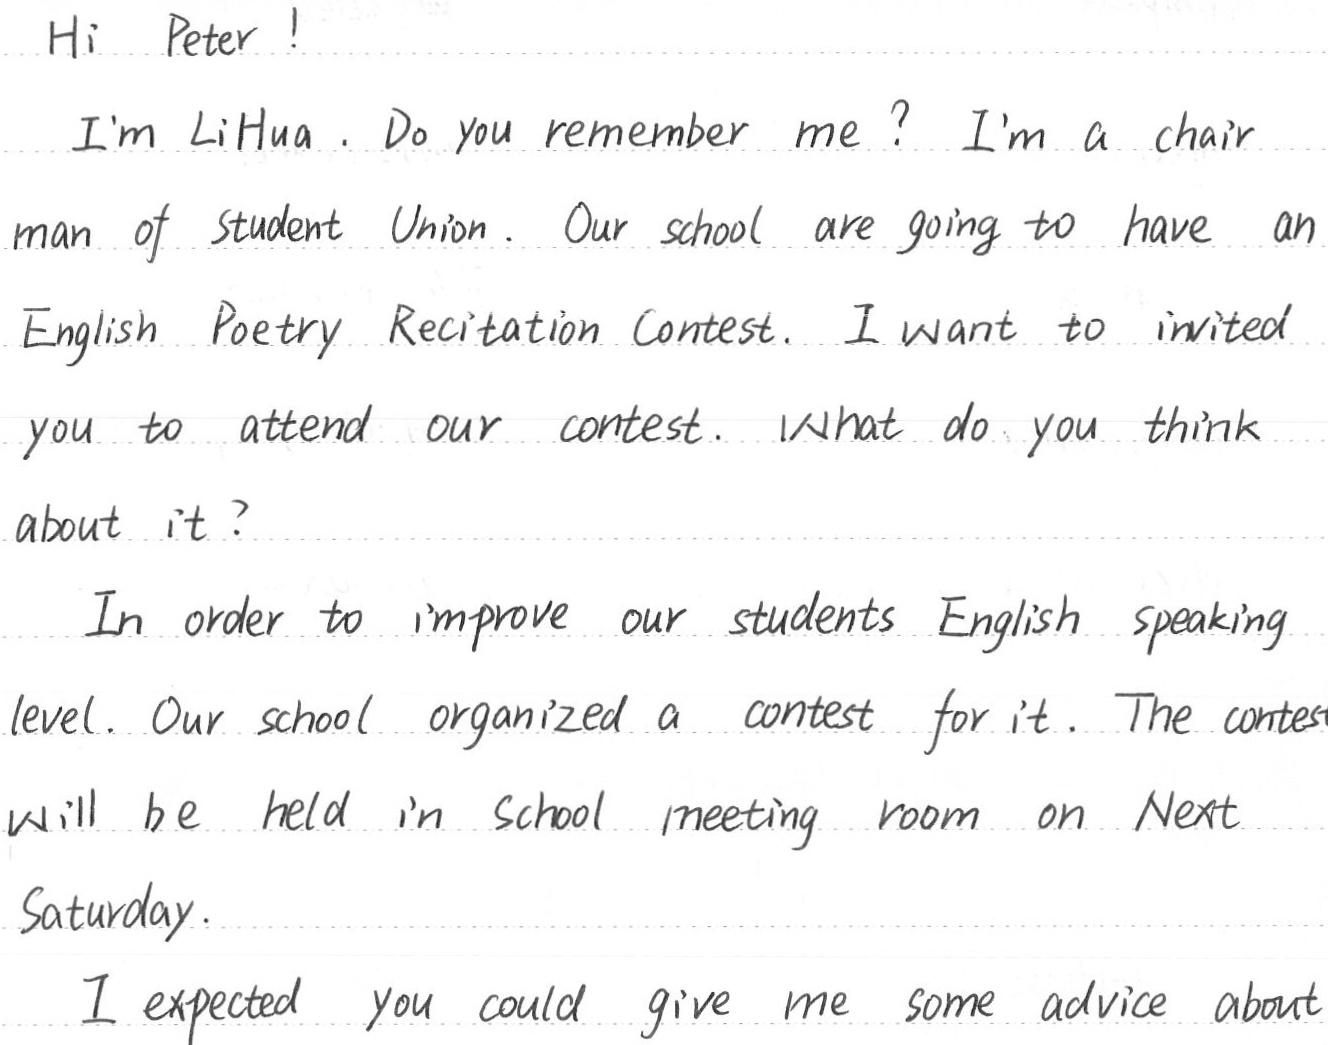 Hi Peter !
I'm LiHua . Do you remember me ? I'm a chair
man of student Union . Our school are going to have an
English Poetry Recitation Contest . I want to invited
you to attend our contest . What do you think
about it ?
In order to improve our students English speaking
level . Our school organized a contest for it . The contest
will be held in school meeting room on Next
Saturday .
I expected you could give me some advice about